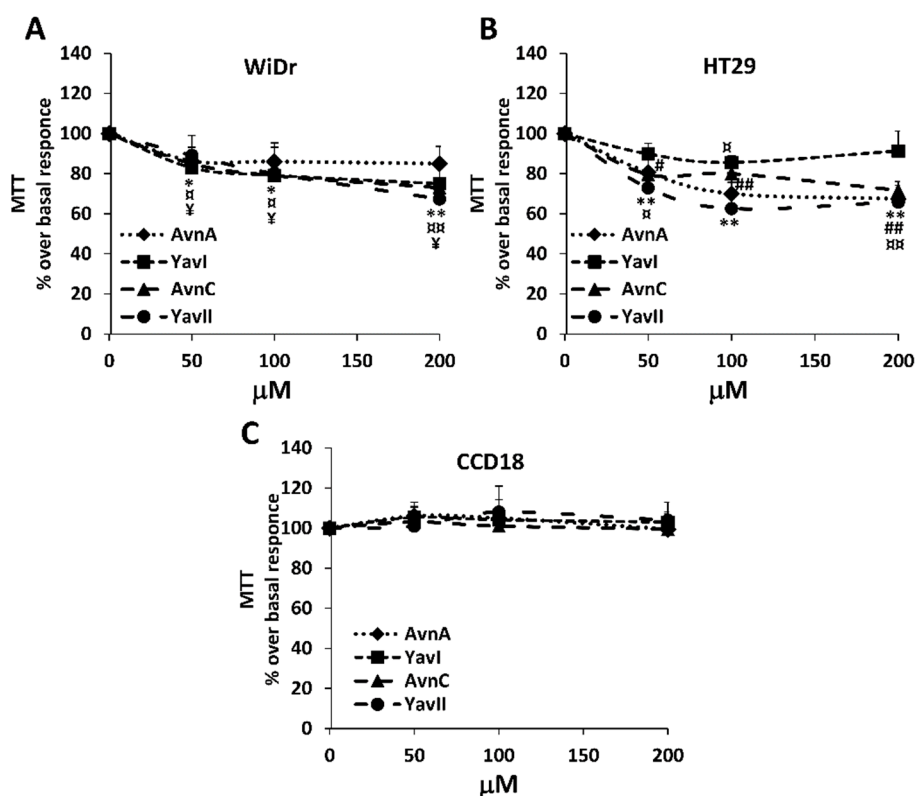 A
WiDr
MTT
% over basal responce
140
120
100
80
60
40
20
0
*
¤
¥
*
¤
¥
**
¤¤
¥
AvnA
YavI
AvnC
YavII
0 50 100 150 200
μM
B
HT29
MTT
% over basal responce
140
120
100
80
60
40
20
0
#
**
¤
¤
##
**
**
##
¤¤
AvnA
YavI
AvnC
YavII
0 50 100 150 200
μM
C
CCD18
MTT
% over basal responce
140
120
100
80
60
40
20
0
AvnA
YavI
AvnC
YavII
0 50 100 150 200
μM